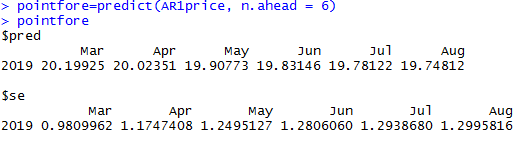 > pointfore=predict(AR1price, n.ahead = 6)
> pointfore
$pred
Mar Apr May Jun Jul Aug
2019 20.19925 20.02351 19.90773 19.83146 19.78122 19.74812
$se
Mar Apr May Jun Jul Aug
2019 0.9809962 1.1747408 1.2495127 1.2806060 1.2938680 1.2995816